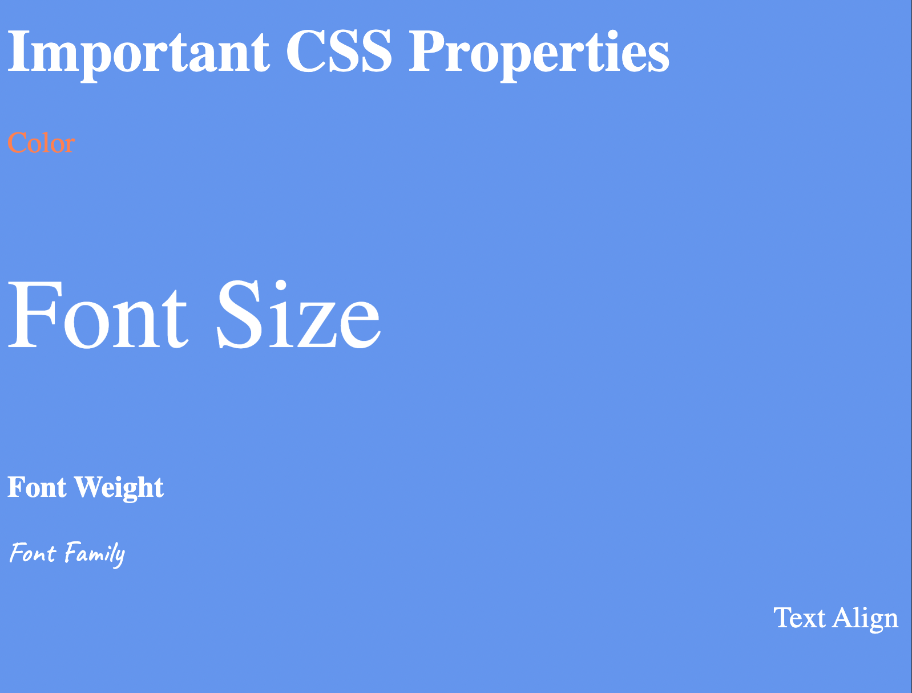 Important CSS Properties
Color
Font Size
Font Weight
Font Family
Text Align